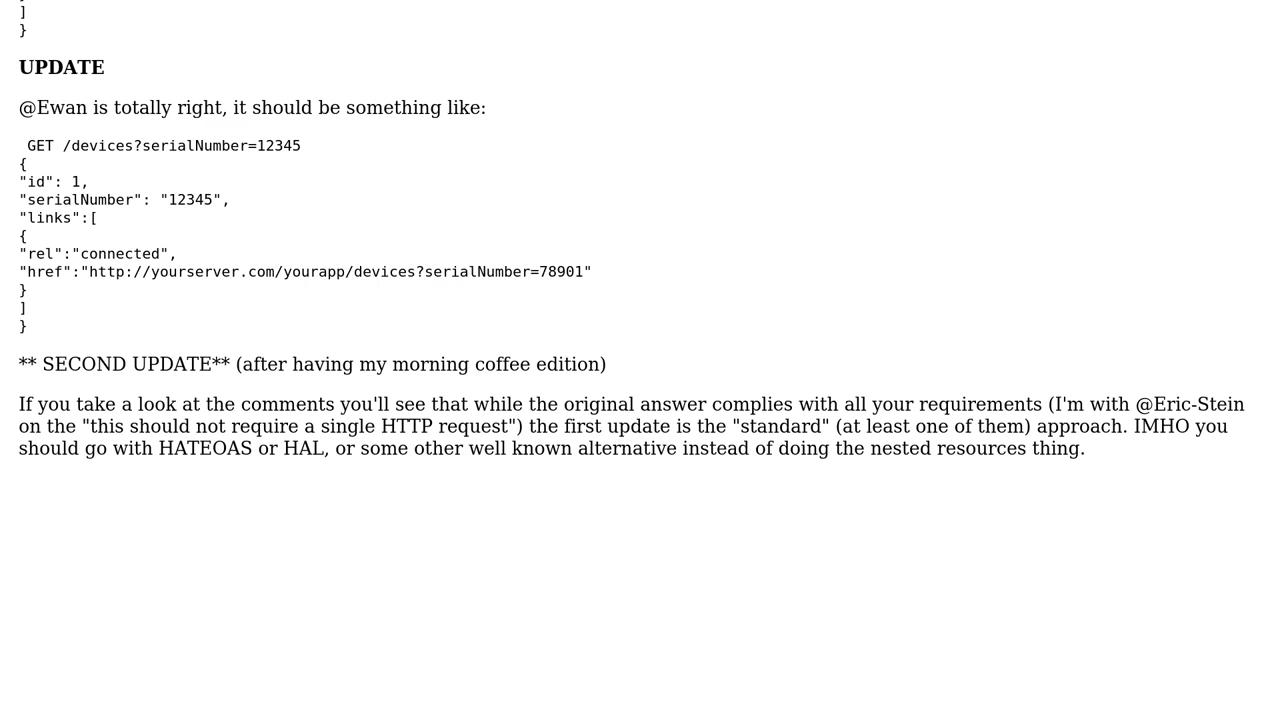 ]
}
UPDATE
@Ewan is totally right, it should be something like:
GET /devices?serialNumber=12345
{
"id": 1,
"serialNumber": "12345",
"links":[
{
"rel":"connected",
"href":"http://yourserver.com/yourapp/devices?serialNumber=78901"
}
]
}
** SECOND UPDATE** (after having my morning coffee edition)
If you take a look at the comments you'll see that while the original answer complies with all your requirements (I'm with @Eric-Stein
on the "this should not require a single HTTP request") the first update is the "standard" (at least one of them) approach. IMHO you
should go with HATEOAS or HAL, or some other well known alternative instead of doing the nested resources thing.